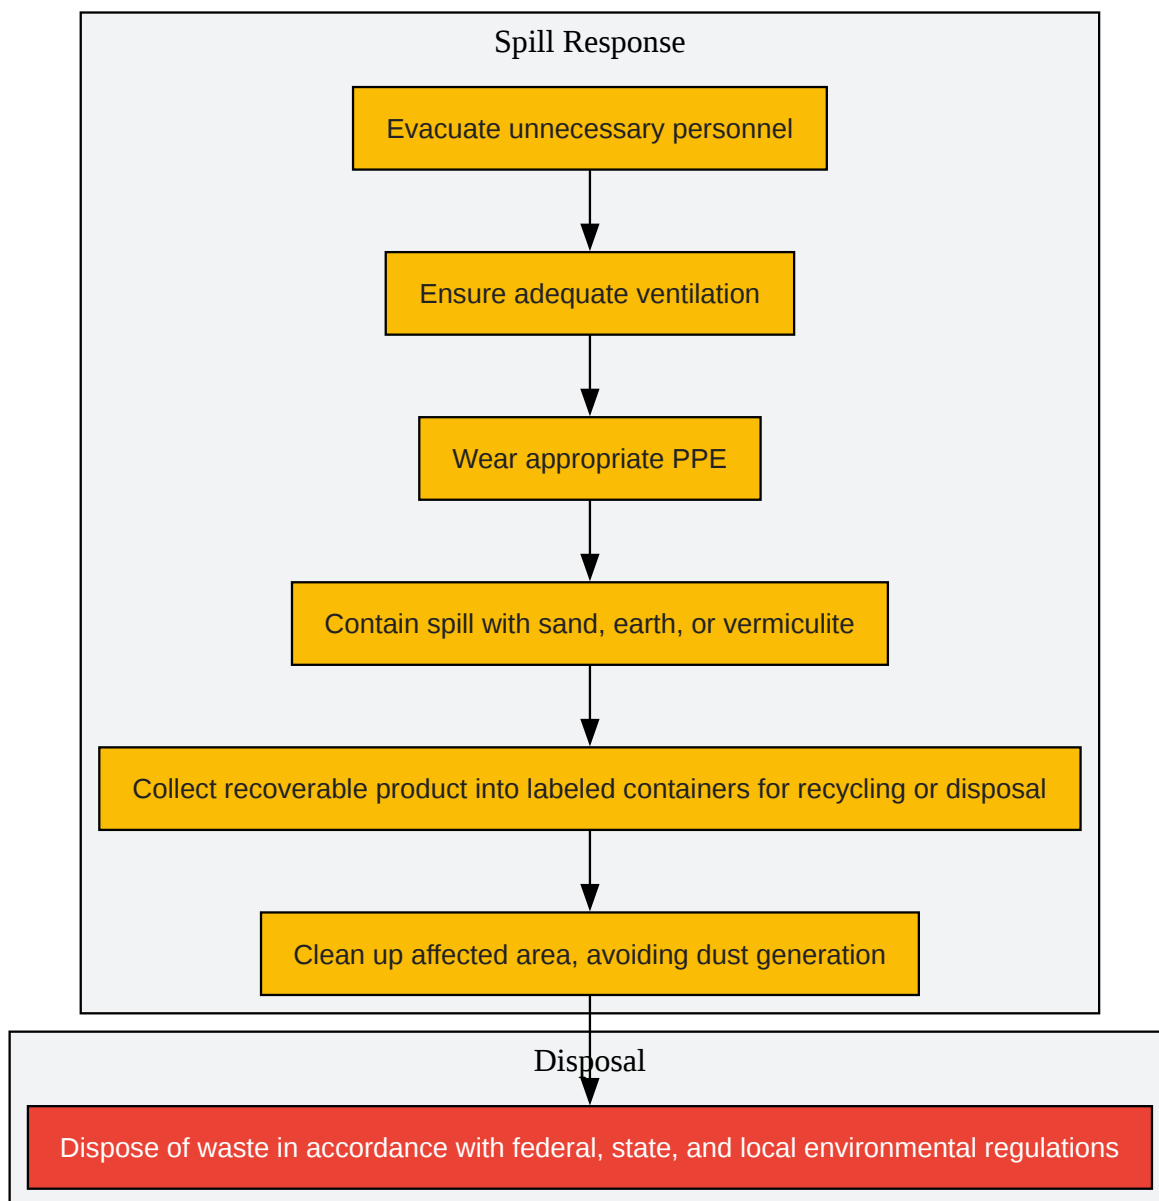 Spill Response
Evacuate unnecessary personnel
Ensure adequate ventilation
Wear appropriate PPE
Contain spill with sand, earth, or vermiculite
Collect recoverable product into labeled containers for recycling or disposal
Clean up affected area, avoiding dust generation
Disposal
Dispose of waste in accordance with federal, state, and local environmental regulations